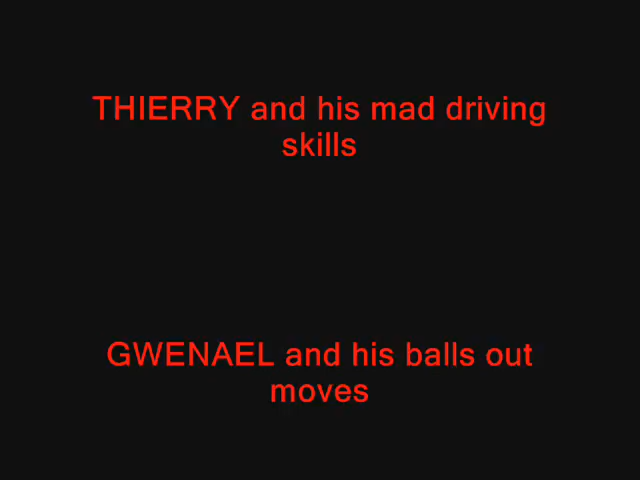 THIERRY and his mad driving
skills
GWENAEL and his balls out
moves